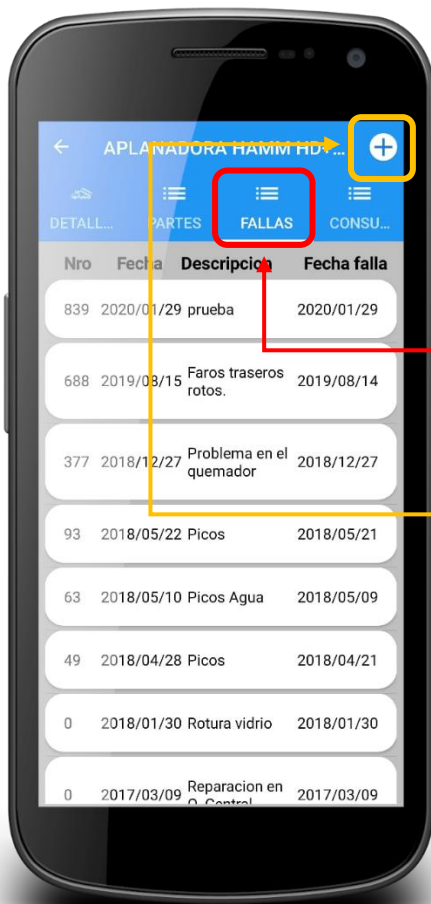 APLANADORA HAMM HD+...
DETALL... PARTES FALLAS CONSU...
Nro Fecha Descripcion Fecha falla
839 2020/01/29 prueba 2020/01/29
688 2019/08/15 Faros traseros rotos. 2019/08/14
377 2018/12/27 Problema en el quemador 2018/12/27
93 2018/05/22 Picos 2018/05/21
63 2018/05/10 Picos Agua 2018/05/09
49 2018/04/28 Picos 2018/04/21
0 2018/01/30 Rotura vidrio 2018/01/30
0 2017/03/09 Reparacion en O. Central 2017/03/09